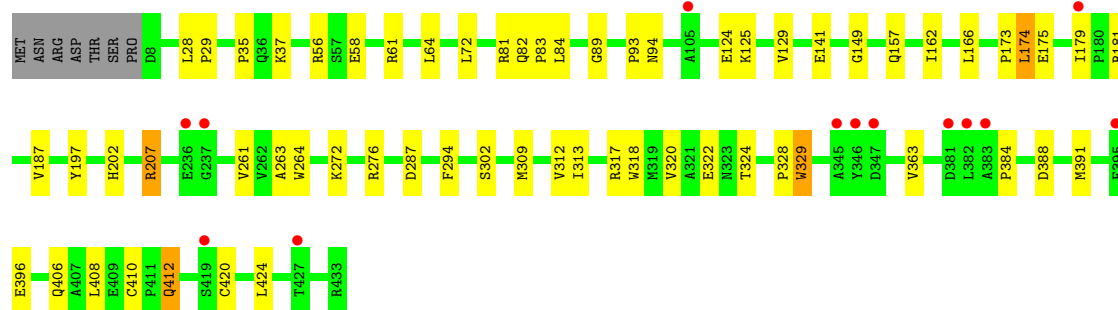 MET ASN ARG ASP THR SER PRO D8 L28 P29 P35 Q36 K37 R56 S57 E58 R61 L64 L72 R81 Q82 P83 L84 G89 P93 N94 A105 E124 K125 V129 E141 G149 Q157 I162 L166 P173 L174 E175 I179 P180
V187 Y197 H202 R207 E236 G237 V261 V262 A263 W264 K272 R276 D287 F294 S302 M309 V312 I313 R317 W318 M319 V320 A321 E322 N323 T324 P328 W329 A345 Y346 D347 V363 D381 L382 A383 P384 D388 M391
E396 Q406 A407 L408 E409 C410 P411 Q412 S419 C420 L424 T427 R433